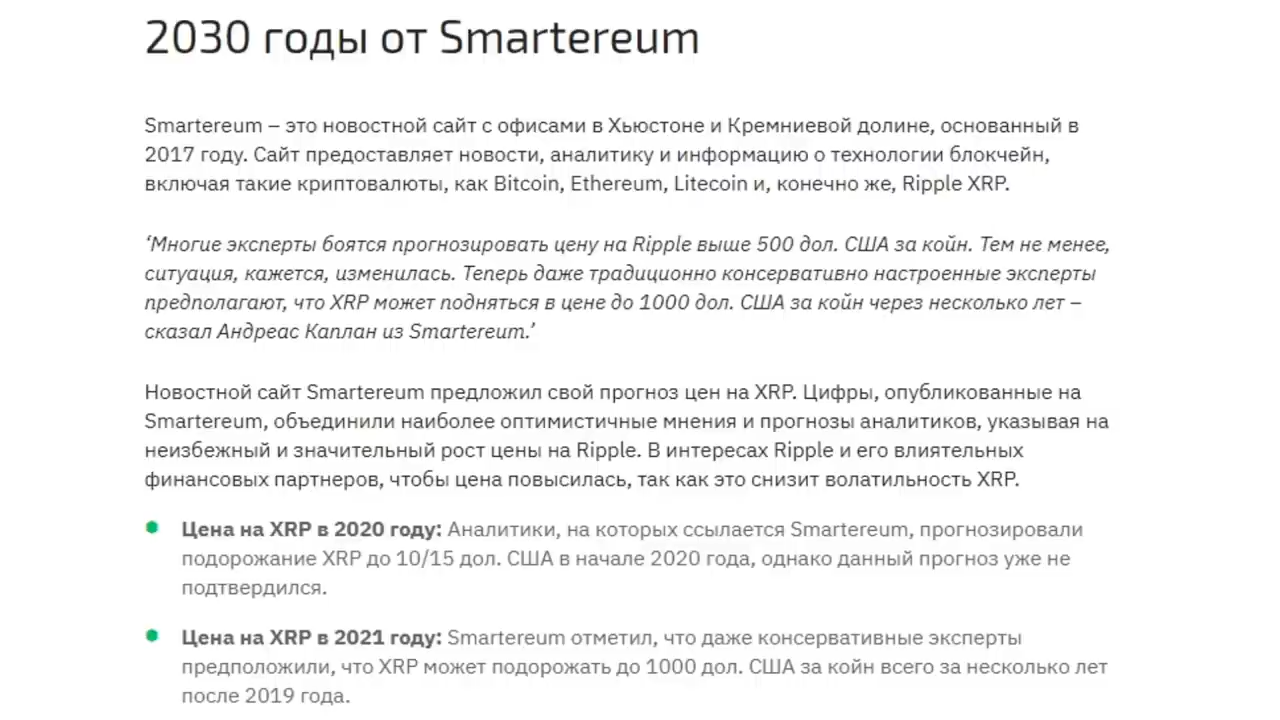 2030 годы от Smartereum
Smartereum – это новостной сайт с офисами в Хьюстоне и Кремниевой долине, основанный в
2017 году. Сайт предоставляет новости, аналитику и информацию о технологии блокчейн,
включая такие криптовалюты, как Bitcoin, Ethereum, Litecoin и, конечно же, Ripple XRP.
‘Многие эксперты боятся прогнозировать цену на Ripple выше 500 дол. США за койн. Тем не менее,
ситуация, кажется, изменилась. Теперь даже традиционно консервативно настроенные эксперты
предполагают, что XRP может подняться в цене до 1000 дол. США за койн через несколько лет –
сказал Андреас Каплан из Smartereum.’
Новостной сайт Smartereum предложил свой прогноз цен на XRP. Цифры, опубликованные на
Smartereum, объединили наиболее оптимистичные мнения и прогнозы аналитиков, указывая на
неизбежный и значительный рост цены на Ripple. В интересах Ripple и его влиятельных
финансовых партнеров, чтобы цена повысилась, так как это снизит волатильность XRP.
Цена на XRP в 2020 году: Аналитики, на которых ссылается Smartereum, прогнозировали
подорожание XRP до 10/15 дол. США в начале 2020 года, однако данный прогноз уже не
подтвердился.
Цена на XRP в 2021 году: Smartereum отметил, что даже консервативные эксперты
предположили, что XRP может подорожать до 1000 дол. США за койн всего за несколько лет
после 2019 года.